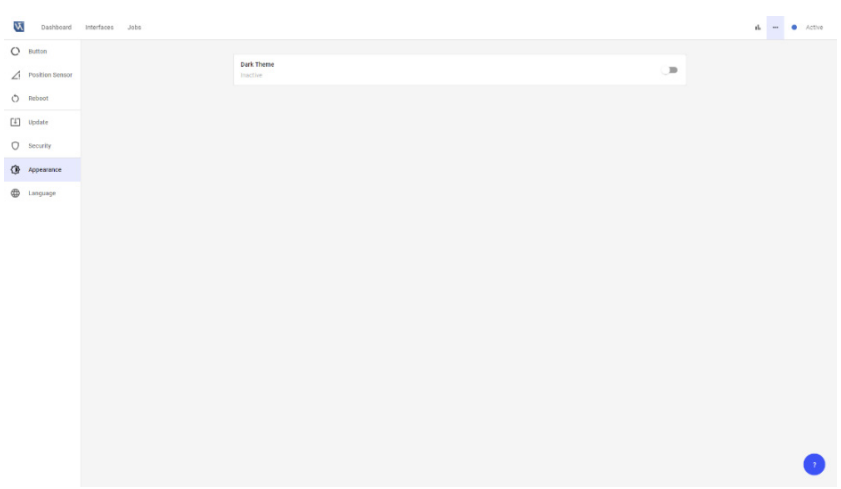 Dashboard Interfaces Jobs
Active
Button
Position Sensor
Reboot
Update
Security
Appearance
Language
Dark Theme
Inactive
?